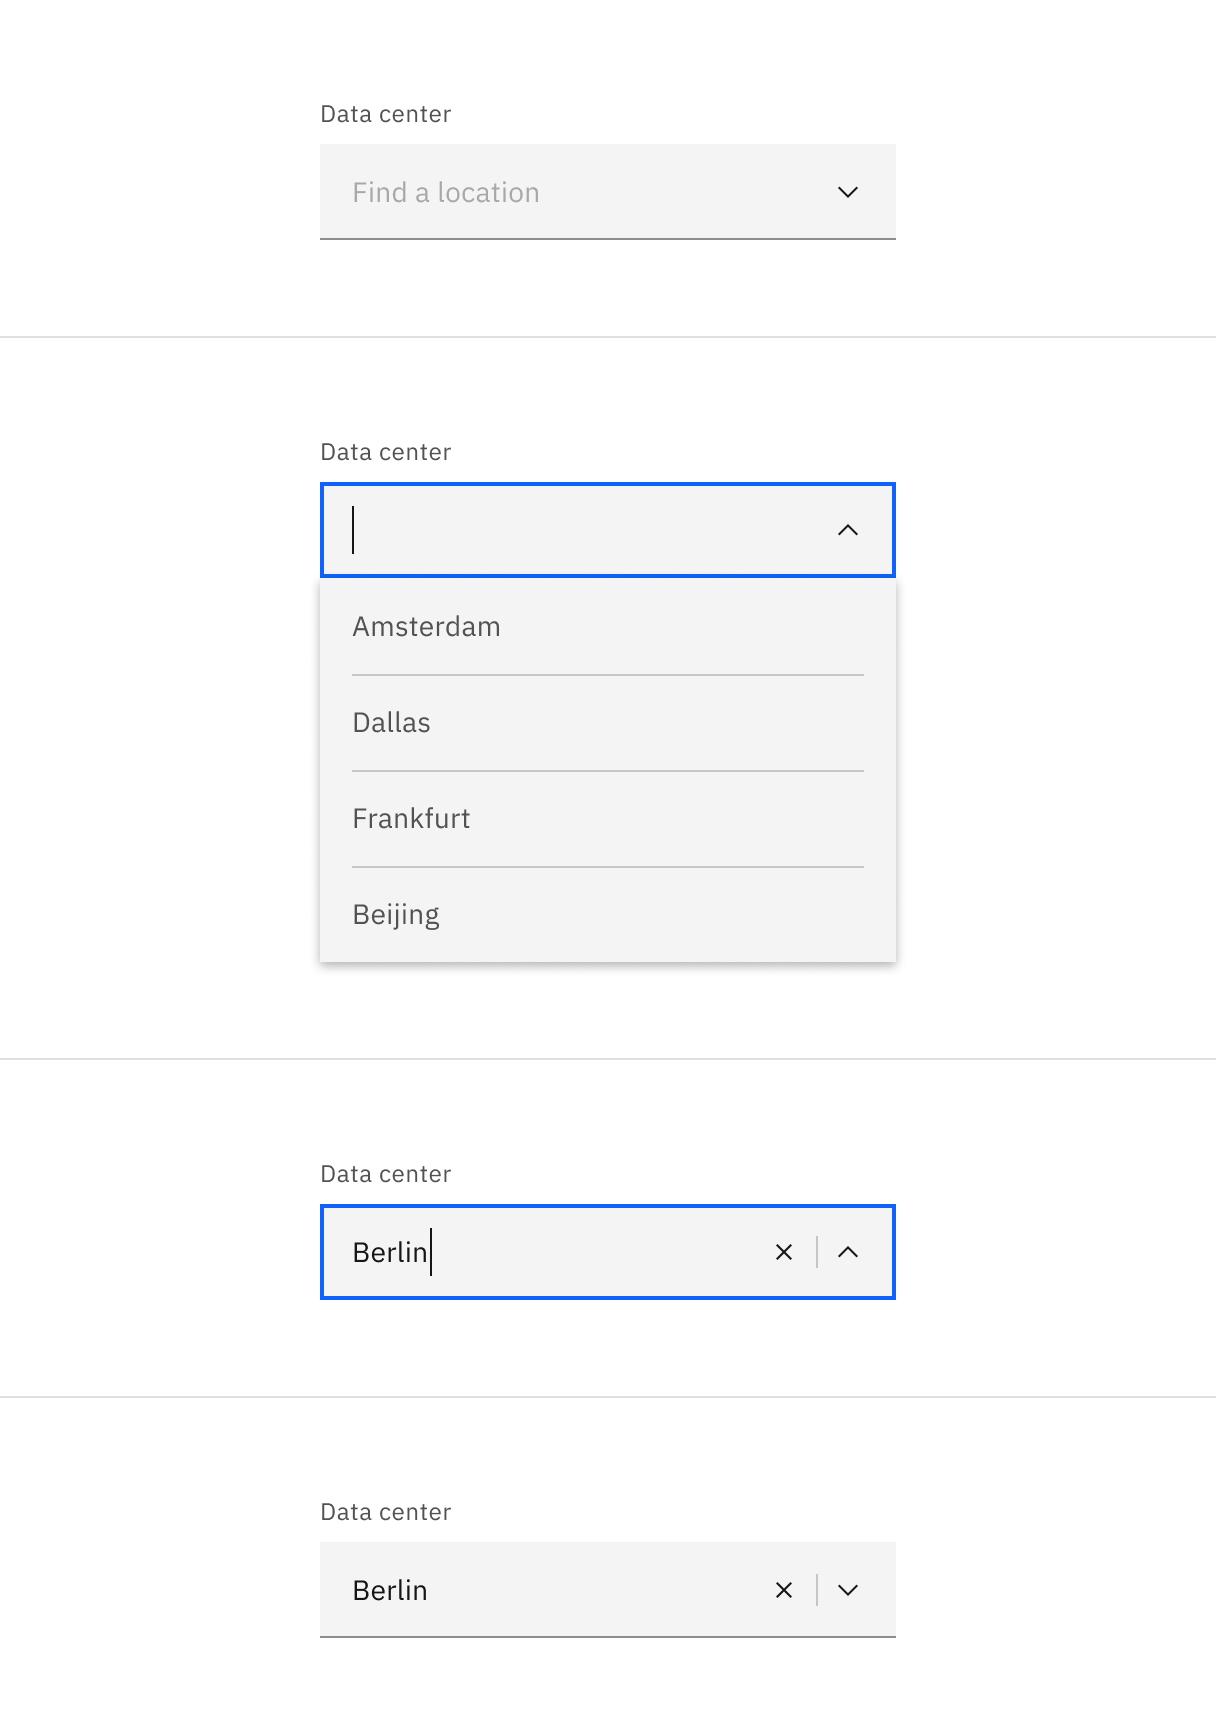 Data center
Find a location
Data center
Amsterdam
Dallas
Frankfurt
Beijing
Data center
Berlin
Data center
Berlin